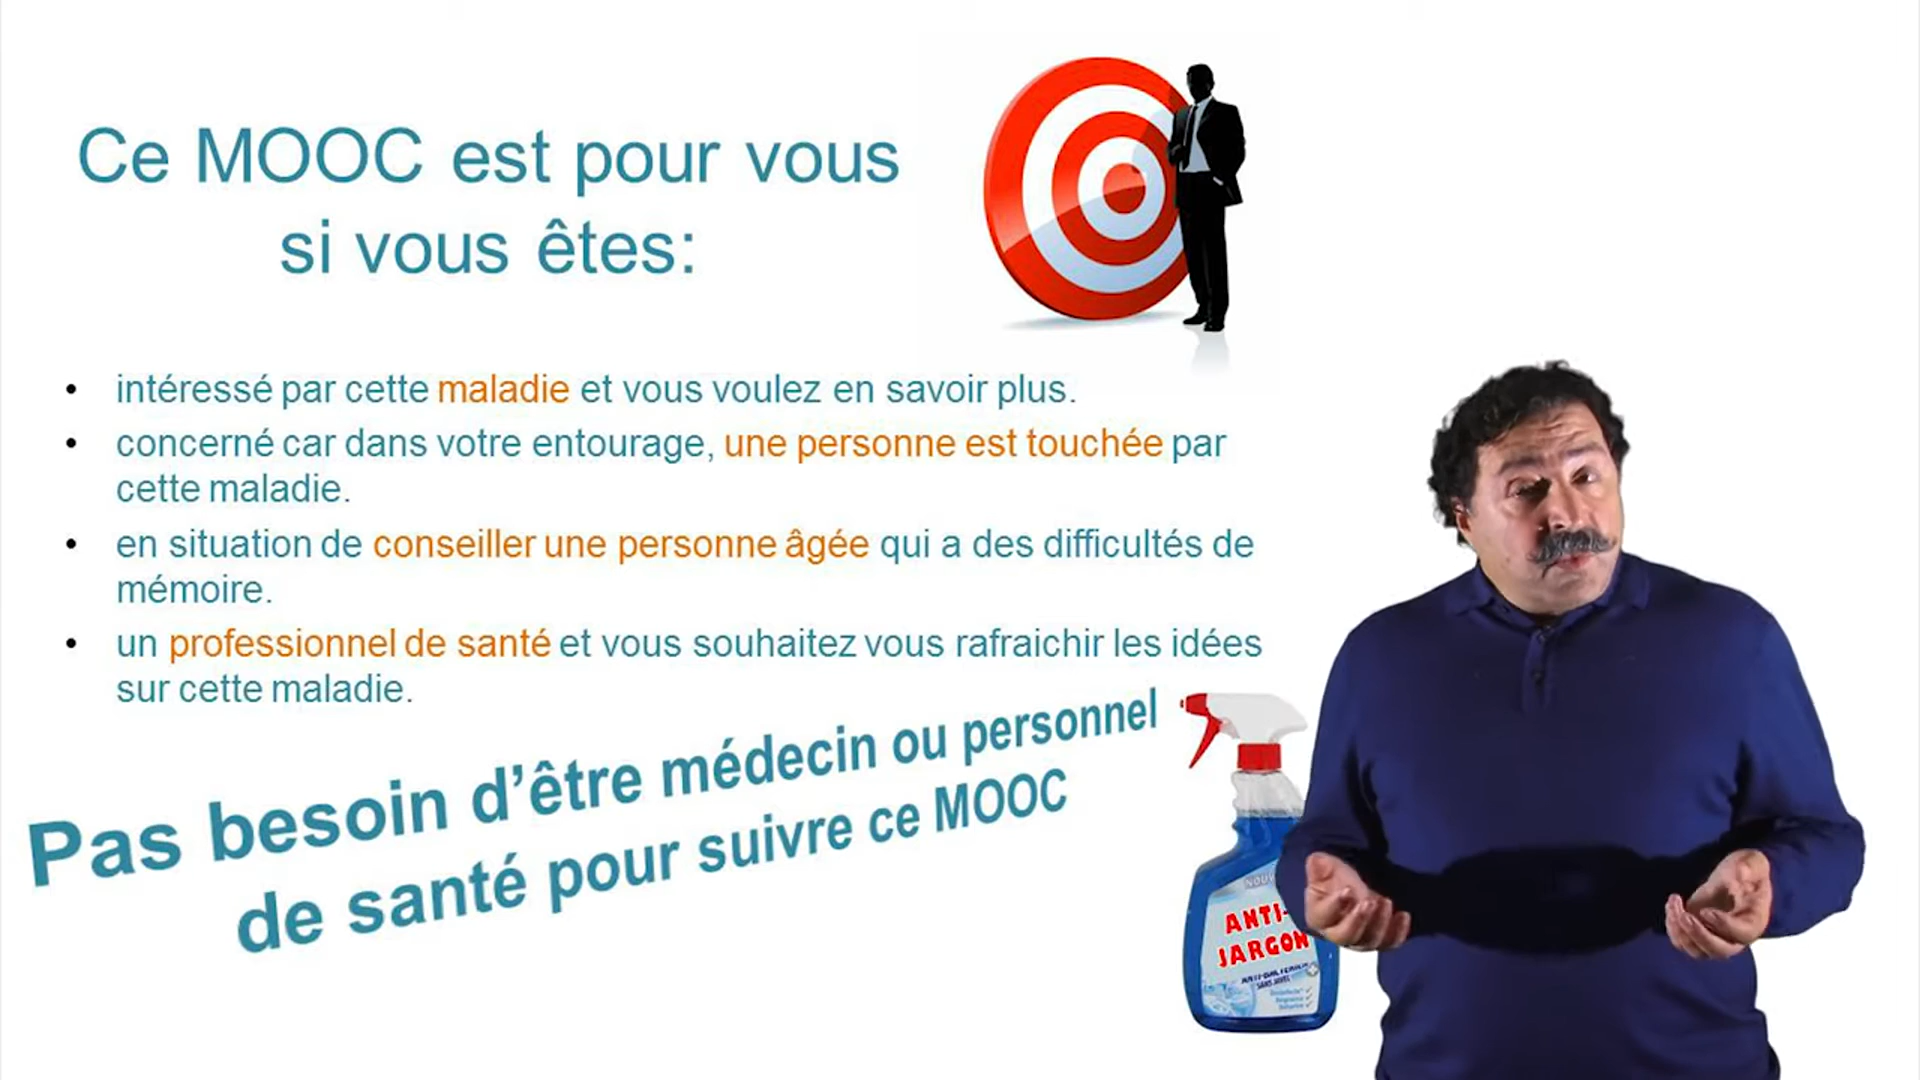 Ce MOOC est pour vous
si vous êtes:
• intéressé par cette maladie et vous voulez en savoir plus.
• concerné car dans votre entourage, une personne est touchée par
cette maladie.
• en situation de conseiller une personne âgée qui a des difficultés de
mémoire.
• un professionnel de santé et vous souhaitez vous rafraichir les idées
sur cette maladie.
Pas besoin d’être médecin ou personnel
de santé pour suivre ce MOOC
ANTI-
JARGON
SANS JAVEL